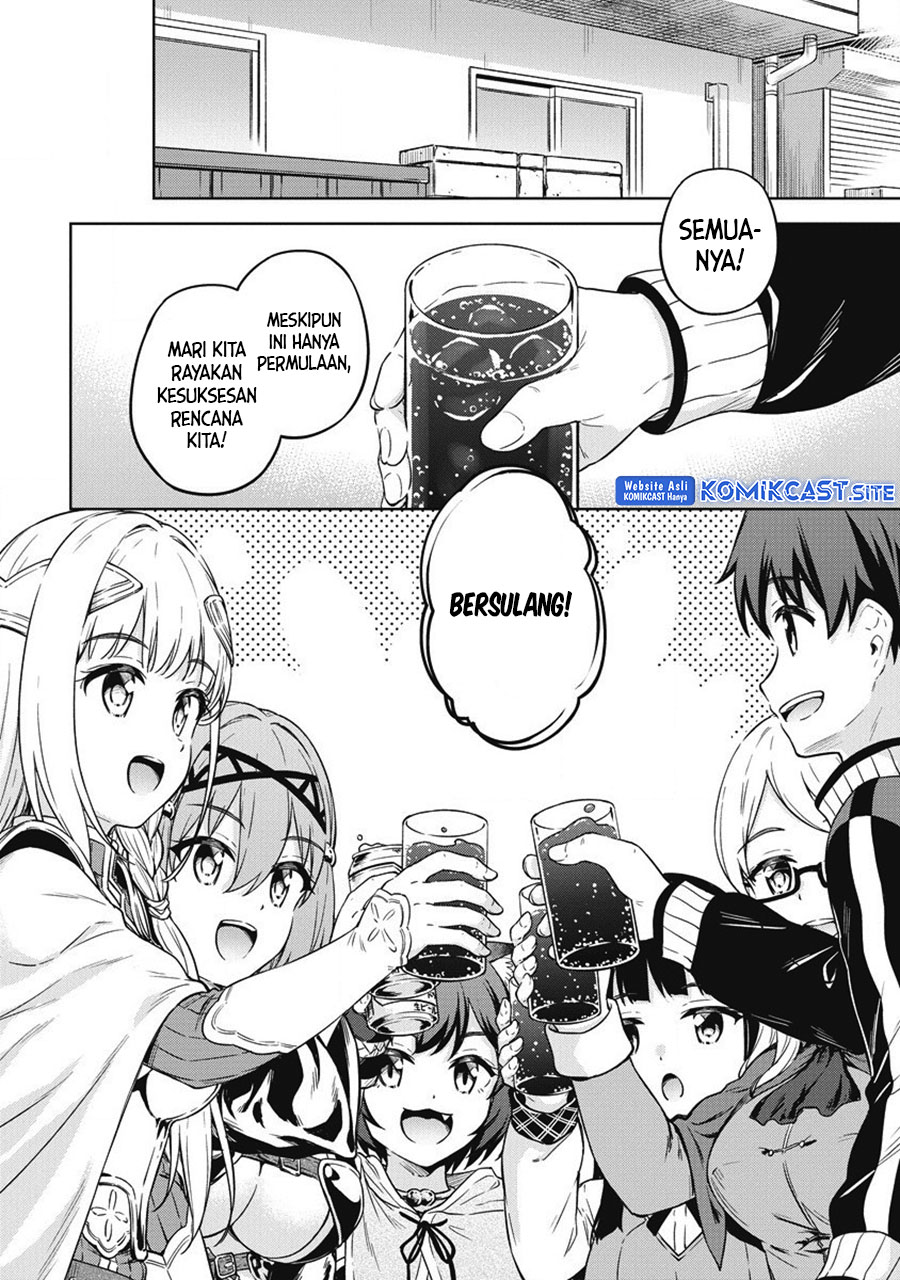 SEMUA-
NYA!
MESKIPUN
INI HANYA
PERMULAAN,
MARI KITA
RAYAKAN
KESUKSESAN
RENCANA
KITA!
Website Asli
KOMIKCAST Hanya
KOMIKCAST.SITE
BERSULANG!